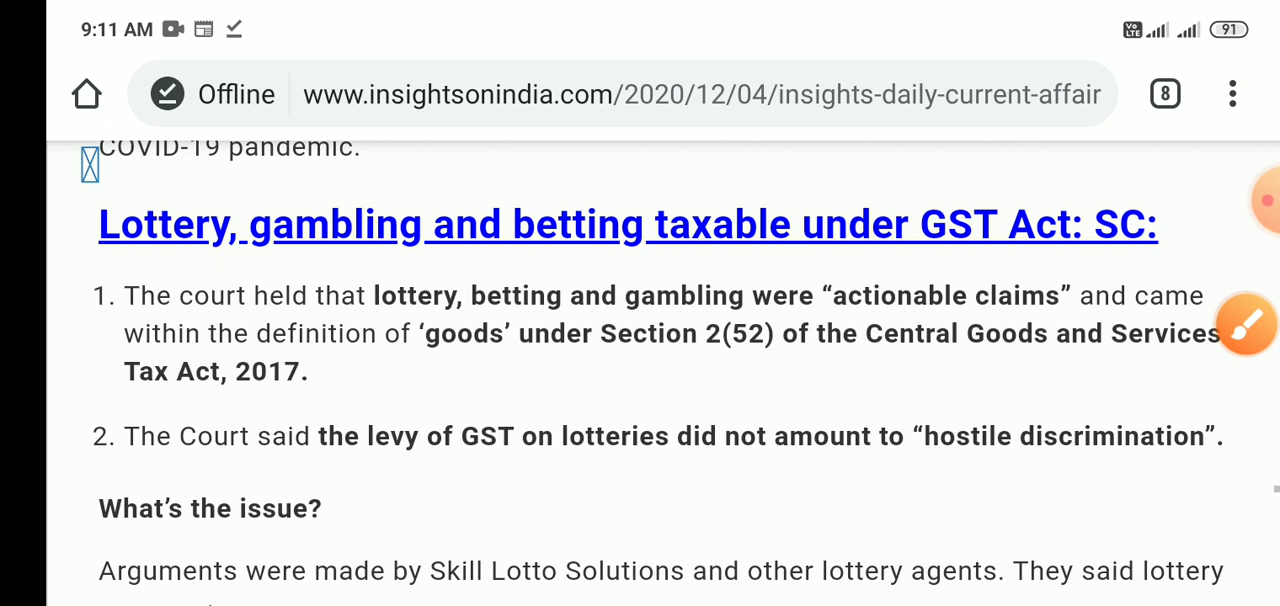 9:11 AM
Vo LTE
91
Offline
www.insightsonindia.com/2020/12/04/insights-daily-current-affair
8
COVID-19 pandemic.
Lottery, gambling and betting taxable under GST Act: SC:
1. The court held that lottery, betting and gambling were “actionable claims” and came
within the definition of ‘goods’ under Section 2(52) of the Central Goods and Services
Tax Act, 2017.
2. The Court said the levy of GST on lotteries did not amount to “hostile discrimination”.
What’s the issue?
Arguments were made by Skill Lotto Solutions and other lottery agents. They said lottery